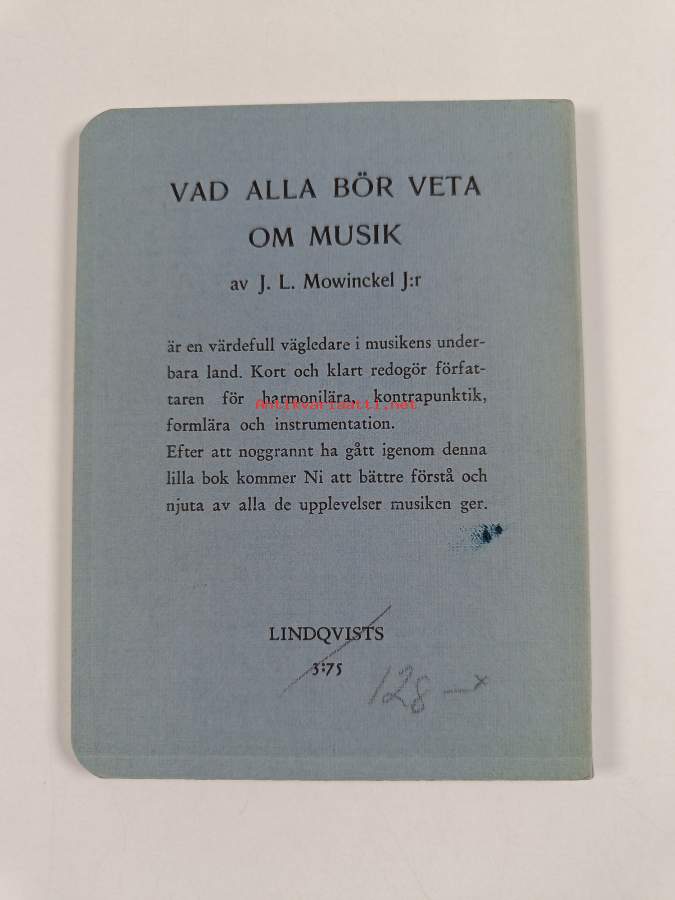 VAD ALLA BÖR VETA
OM MUSIK
av J. L. Mowinckel J:r
är en värdefull vägledare i musikens under-
bara land. Kort och klart redogör förfat-
taren för harmonilära, kontrapunktik,
Antikvariaatti.net
formlära och instrumentation.
Efter att noggrannt ha gått igenom denna
lilla bok kommer Ni att bättre förstå och
njuta av alla de upplevelser musiken ger.
LINDQVISTS
3:75
128